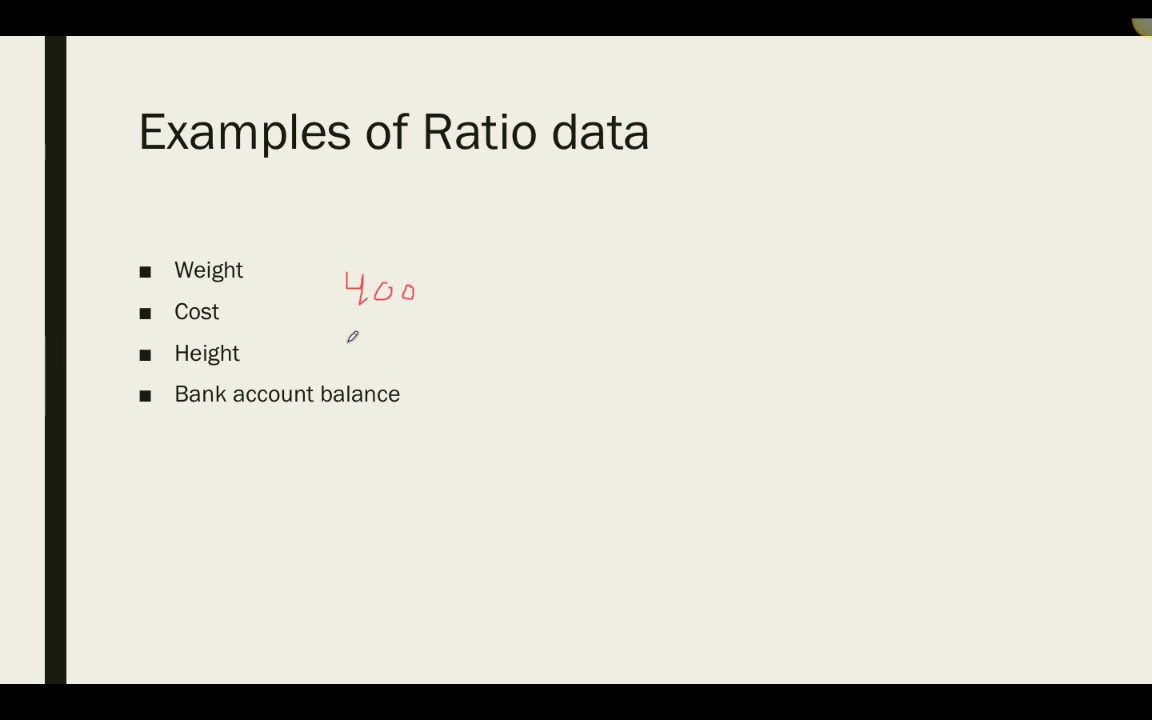 Examples of Ratio data
■ Weight
400
■ Cost
■ Height
■ Bank account balance